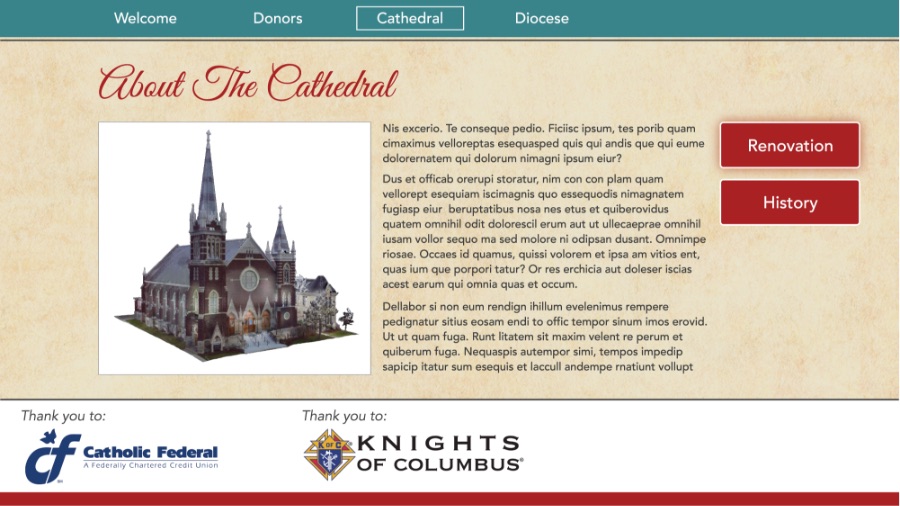 Welcome
Donors
Cathedral
Diocese
About The Cathedral
Nis excerio. Te conseque pedio. Ficiisc ipsum, tes porib quam
cimaximus velloreptas esequasped quis qui andis que qui eume
dolorernatem qui dolorum nimagni ipsum eiur?
Dus et officab orerupi storatur, nim con con plam quam
vellorept esequiam iscimagnis quo essequodis nimagnatem
fugiasp eiur beruptatibus nosa nes etus et quiberovidus
quatem omnihil odit dolorescil erum aut ut ullecaeprae omnihil
iusam vollor sequo ma sed molore ni odipsan dusant. Omnimpe
riosae. Occaes id quamus, quissi volorem et ipsa am vitios ent,
quas ium que porpori tatur? Or res erchicia aut doleser iscias
acest earum qui omnia quas et occum.
Dellabor si non eum rendign ihillum evelenimus rempere
pedignatur sitius eosam endi to offic tempor sinum imos erovid.
Ut ut quam fuga. Runt litatem sit maxim velent re perum et
quiberum fuga. Nequaspis autempor simi, tempos impedip
sapicip itatur sum esequis et laccull andempe rnatiunt vollupt
Renovation
History
Thank you to:
cf Catholic Federal
A Federally Chartered Credit Union
Thank you to:
K OF C
KNIGHTS
OF COLUMBUS®